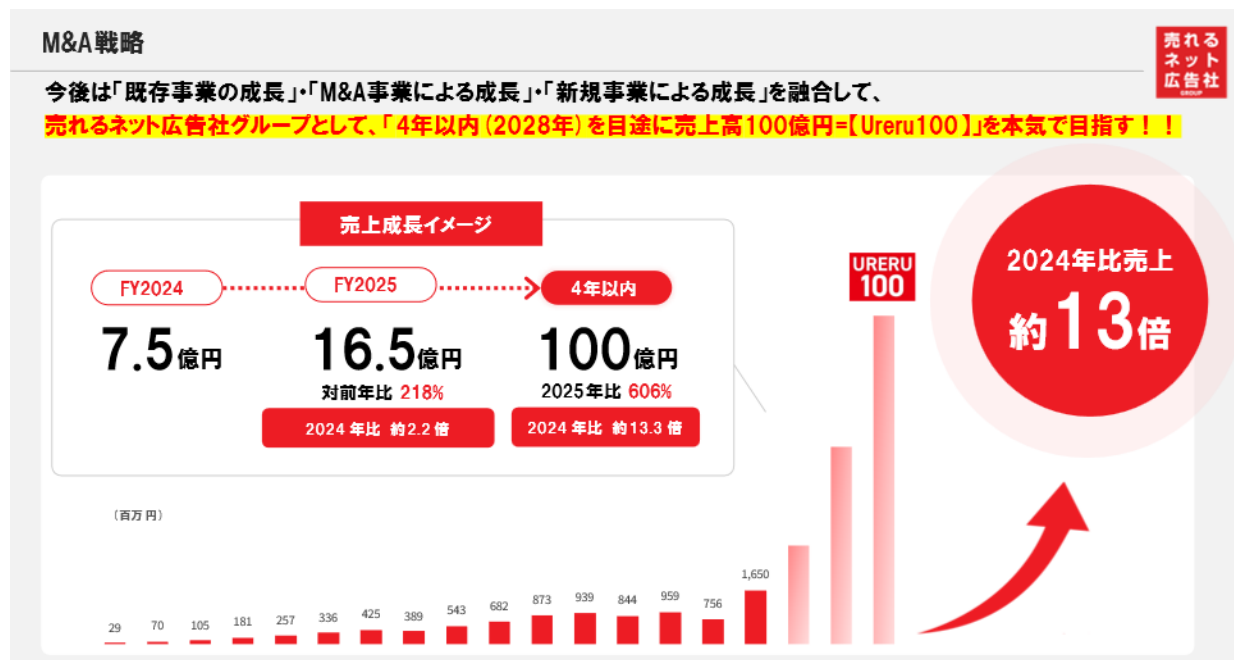 M&A戦略
売れる
ネット
広告社
GROUP
今後は「既存事業の成長」・「M&A事業による成長」・「新規事業による成長」を融合して、
売れるネット広告社グループとして、「4年以内(2028年)を目途に売上高100億円=【Ureru100】」を本気で目指す！！
売上成長イメージ
FY2024
FY2025
4年以内
7.5億円
16.5億円
100億円
対前年比 218%
2025年比 606%
2024年比 約2.2倍
2024年比 約13.3倍
URERU
100
2024年比売上
約13倍
（百万円）
29
70
105
181
257
336
425
389
543
682
873
939
844
959
756
1,650